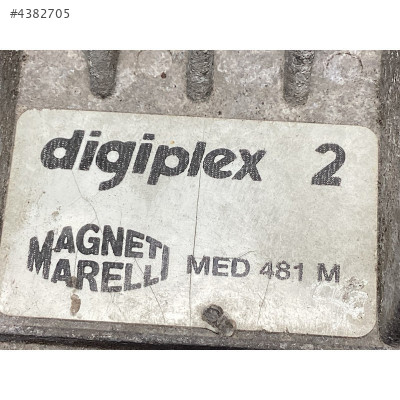 #4382705
digiplex 2
MAGNETI
MARELLI
MED 481 M